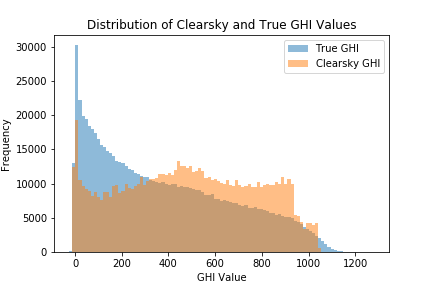 Distribution of Clearsky and True GHI Values
True GHI
Clearsky GHI
30000
25000
20000
15000
10000
5000
0
Frequency
0 200 400 600 800 1000 1200
GHI Value